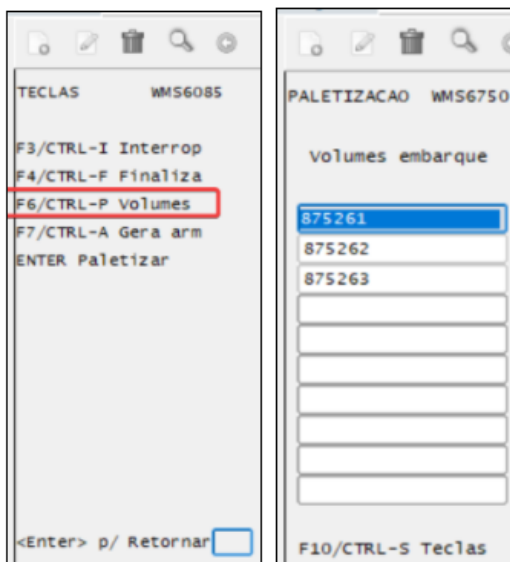 TECLAS WMS6085
F3/CTRL-I Interrop
F4/CTRL-F Finaliza
F6/CTRL-P Volumes
F7/CTRL-A Gera arm
ENTER Paletizar
<Enter> p/ Retornar
PALETIZACAO WMS6750
Volumes embarque
875261
875262
875263
F10/CTRL-S Teclas